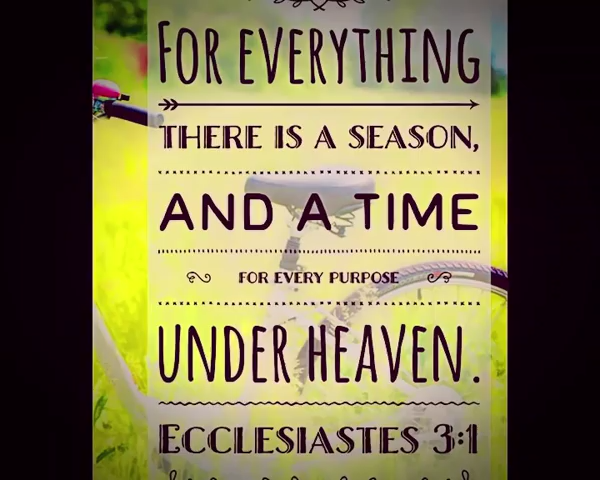 FOR EVERYTHING
THERE IS A SEASON,
AND A TIME
FOR EVERY PURPOSE
UNDER HEAVEN.
ECCLESIASTES 3:1